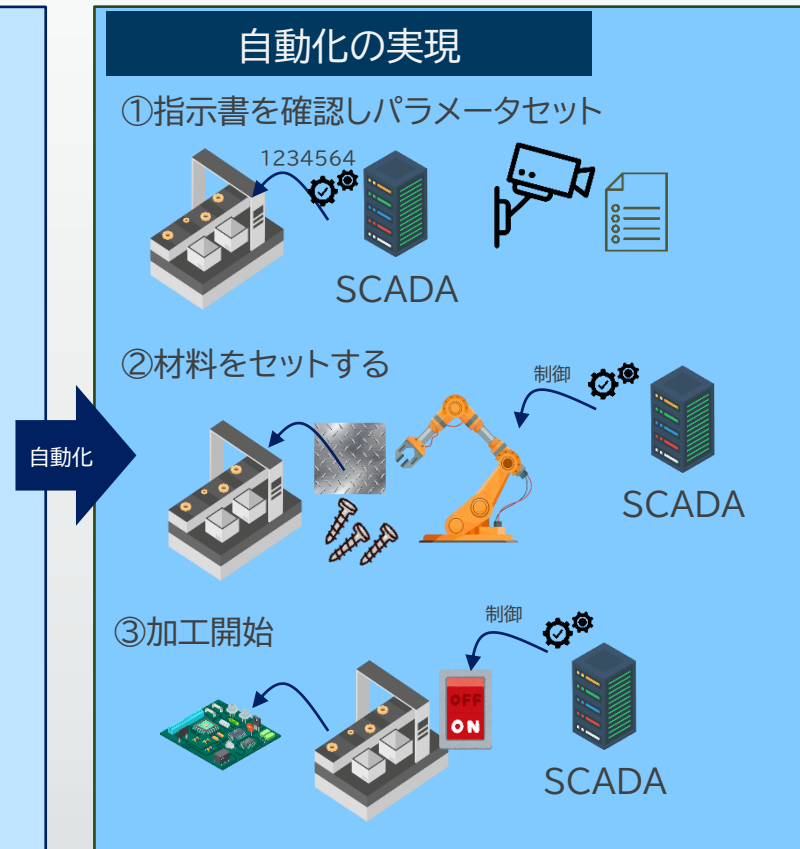 自動化の実現
①指示書を確認しパラメータセット
1234564
SCADA
②材料をセットする
制御
自動化
SCADA
③加工開始
制御
OFF
ON
SCADA